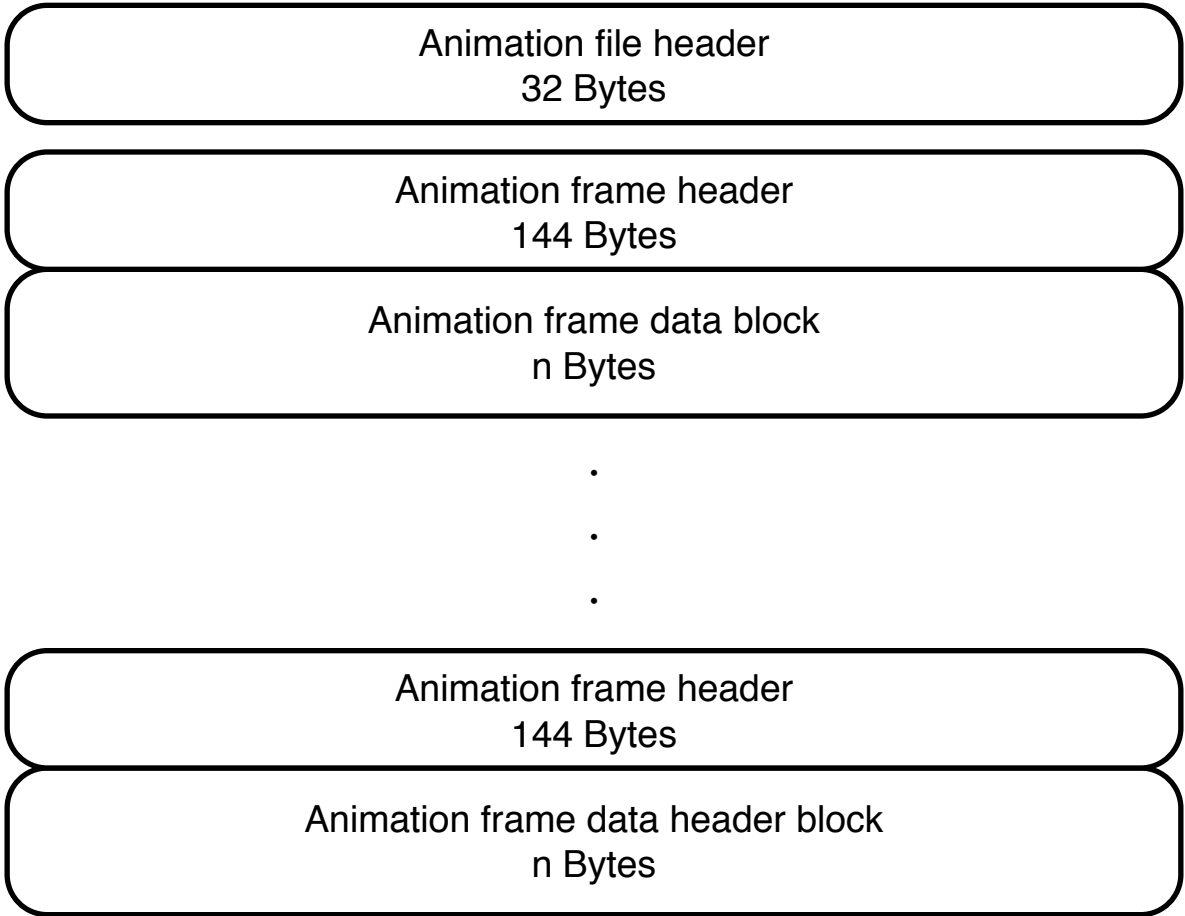 Animation file header
32 Bytes
Animation frame header
144 Bytes
Animation frame data block
n Bytes
.
.
.
Animation frame header
144 Bytes
Animation frame data header block
n Bytes